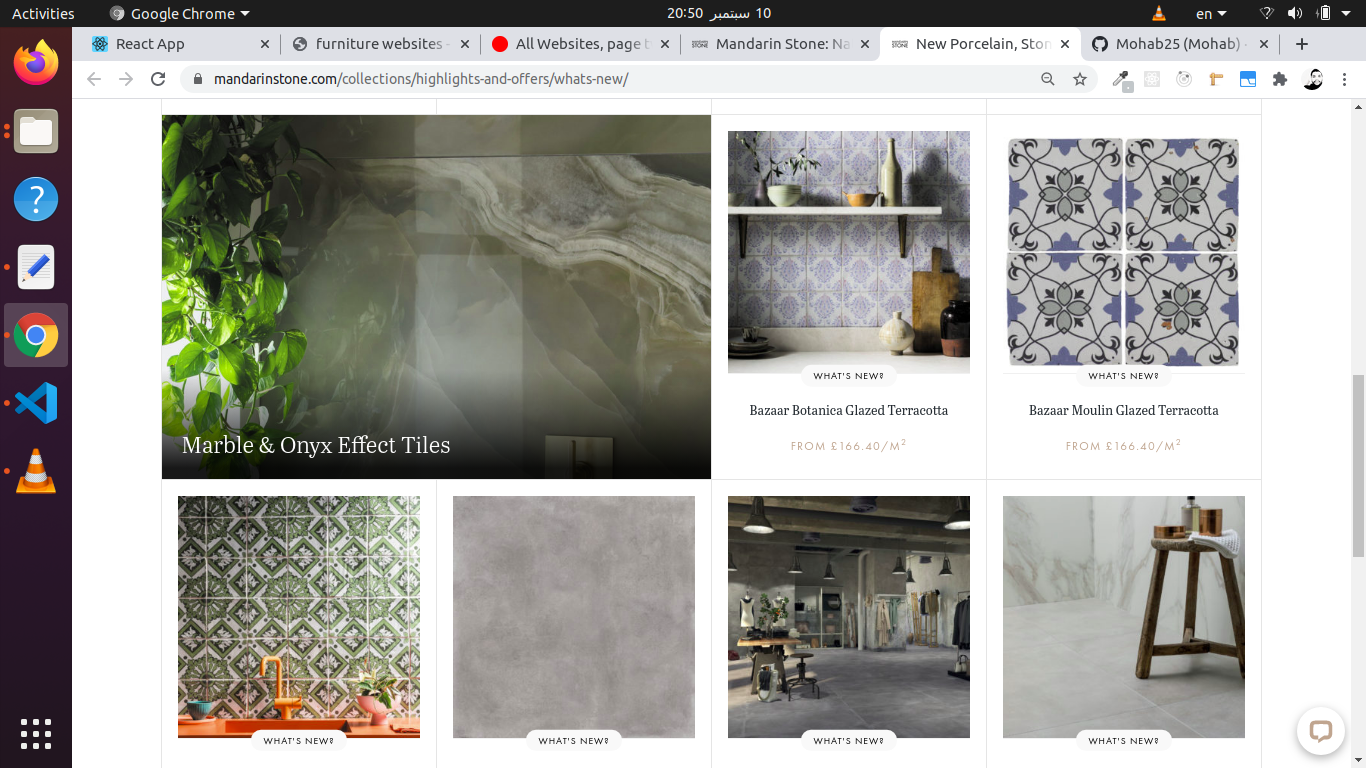 Activities
Google Chrome
10 سبتمبر 20:50
en
React App
furniture websites -
All Websites, page t
Mandarin Stone: Na
New Porcelain, Ston
Mohab25 (Mohab) ·
mandarinstone.com/collections/highlights-and-offers/whats-new/
Marble & Onyx Effect Tiles
WHAT'S NEW?
Bazaar Botanica Glazed Terracotta
FROM £166.40/M²
WHAT'S NEW?
Bazaar Moulin Glazed Terracotta
FROM £166.40/M²
WHAT'S NEW?
WHAT'S NEW?
WHAT'S NEW?
WHAT'S NEW?